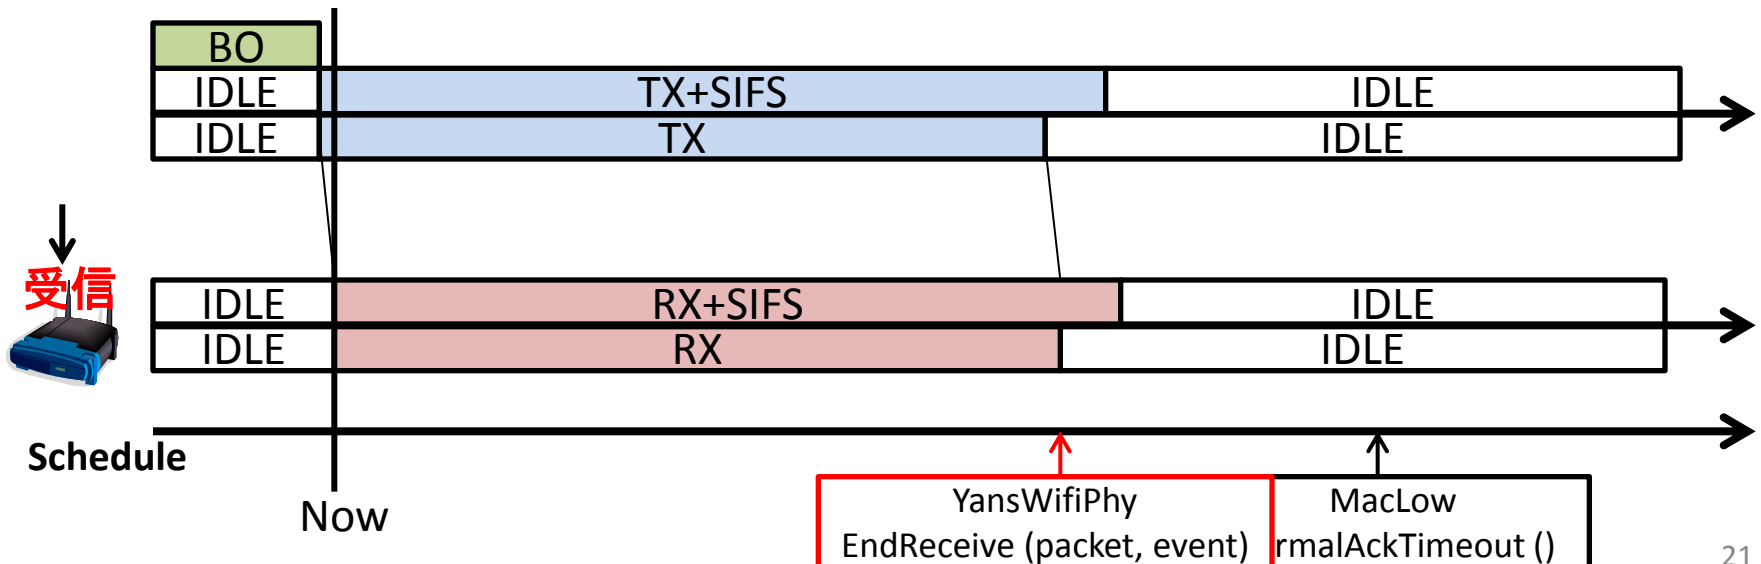 BO
IDLE TX+SIFS IDLE
IDLE TX IDLE
受信
IDLE RX+SIFS IDLE
IDLE RX IDLE
Schedule
Now
YansWifiPhy
EndReceive (packet, event)
MacLow
rmalAckTimeout ()
21